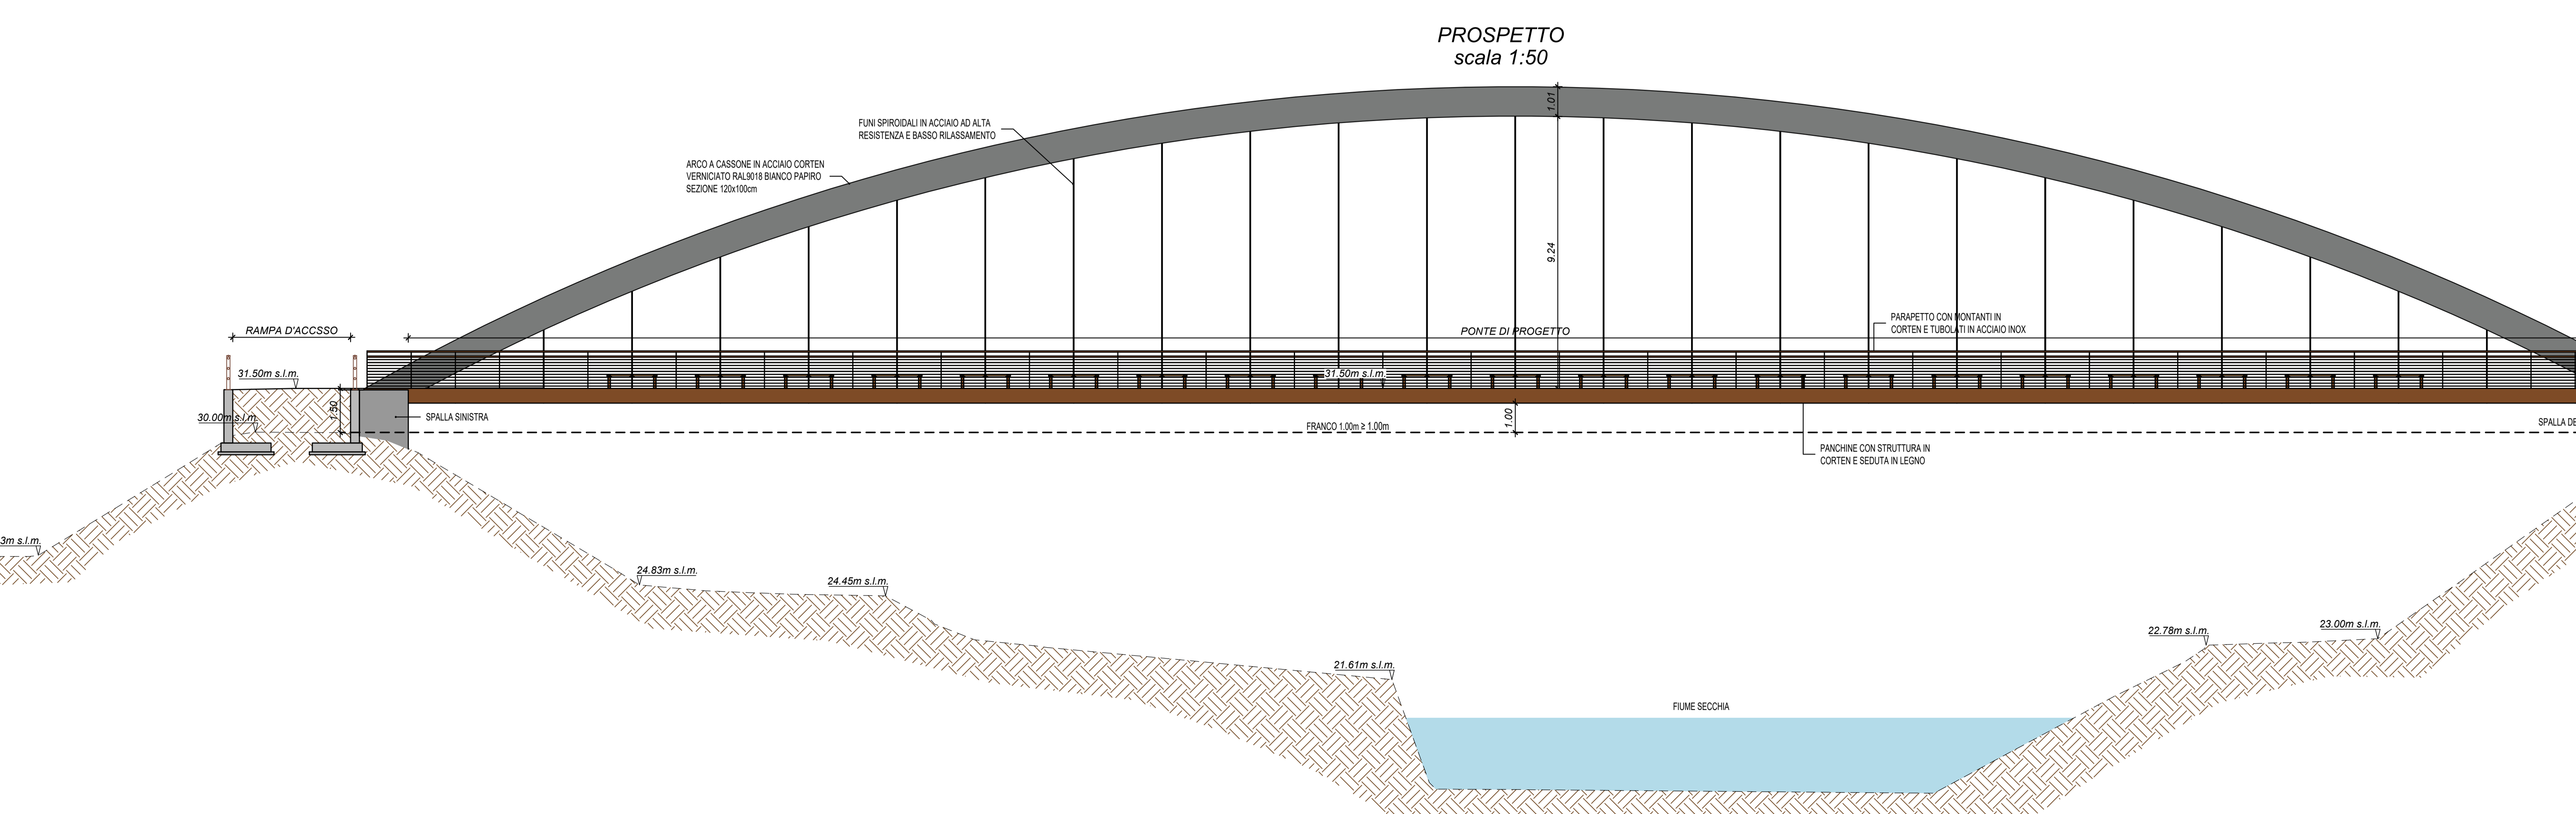 PROSPETTO
scala 1:50
1.01
FUNI SPIROIDALI IN ACCIAIO AD ALTA
RESISTENZA E BASSO RILASSAMENTO
ARCO A CASSONE IN ACCIAIO CORTEN
VERNICIATO RAL9018 BIANCO PAPIRO
SEZIONE 120x100cm
9.24
RAMPA D'ACCSSO
PONTE DI PROGETTO
PARAPETTO CON MONTANTI IN
CORTEN E TUBOLATI IN ACCIAIO INOX
31.50m s.l.m.
31.50m s.l.m.
1.50
30.00m s.l.m.
SPALLA SINISTRA
FRANCO 1.00m ≥ 1.00m
1.00
SPALLA DE
PANCHINE CON STRUTTURA IN
CORTEN E SEDUTA IN LEGNO
3m s.l.m.
24.83m s.l.m.
24.45m s.l.m.
21.61m s.l.m.
22.78m s.l.m.
23.00m s.l.m.
FIUME SECCHIA